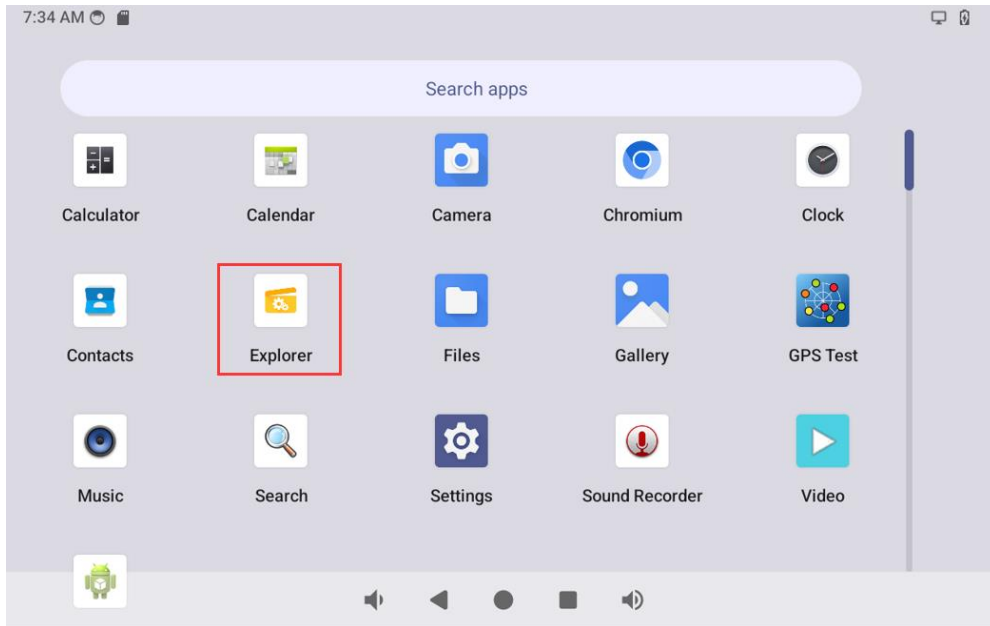 7:34 AM
Search apps
Calculator Calendar Camera Chromium Clock
Contacts Explorer Files Gallery GPS Test
Music Search Settings Sound Recorder Video